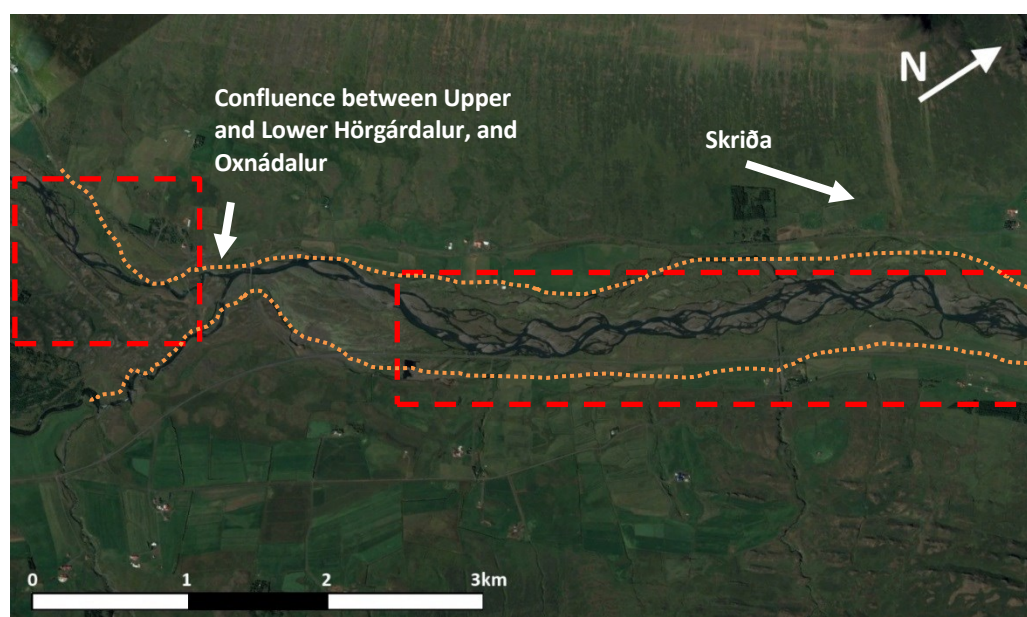 N
Confluence between Upper
and Lower Hörgárdalur, and
Oxnádalur
Skriða
0 1 2 3km